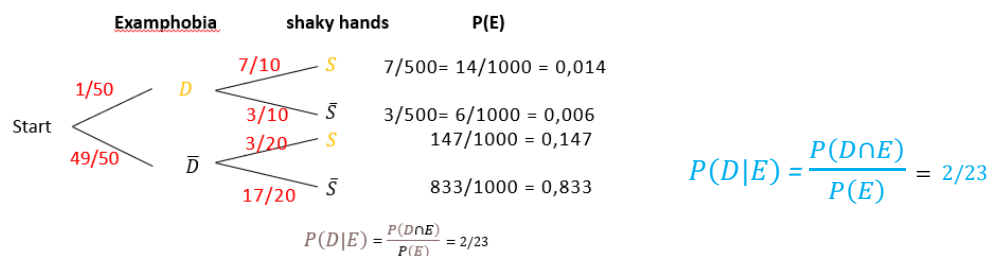 Examphobia shaky hands P(E)
7/10 S 7/500= 14/1000 = 0,014
1/50 D
3/10 S̄ 3/500= 6/1000 = 0,006
Start 3/20 S 147/1000 = 0,147
49/50 D̄
17/20 S̄ 833/1000 = 0,833
P(D|E) = P(D∩E)/P(E) = 2/23
P(D|E) = P(D∩E)/P(E) = 2/23